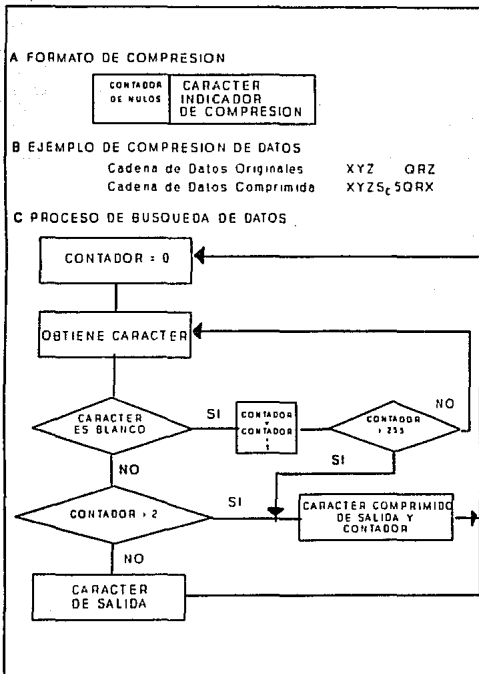 A FORMATO DE COMPRESION
CONTADOR
DE NULOS
CARACTER
INDICADOR
DE COMPRESION
B EJEMPLO DE COMPRESION DE DATOS
Cadena de Datos Originales XYZ QRZ
Cadena de Datos Comprimida XYZSc5QRX
C PROCESO DE BUSQUEDA DE DATOS
CONTADOR = 0
OBTIENE CARACTER
CARACTER
ES BLANCO
SI
CONTADOR
CONTADOR
1
CONTADOR
255
NO
SI
NO
CONTADOR > 2
SI
CARACTER COMPRIMIDO
DE SALIDA Y
CONTADOR
NO
CARACTER
DE SALIDA